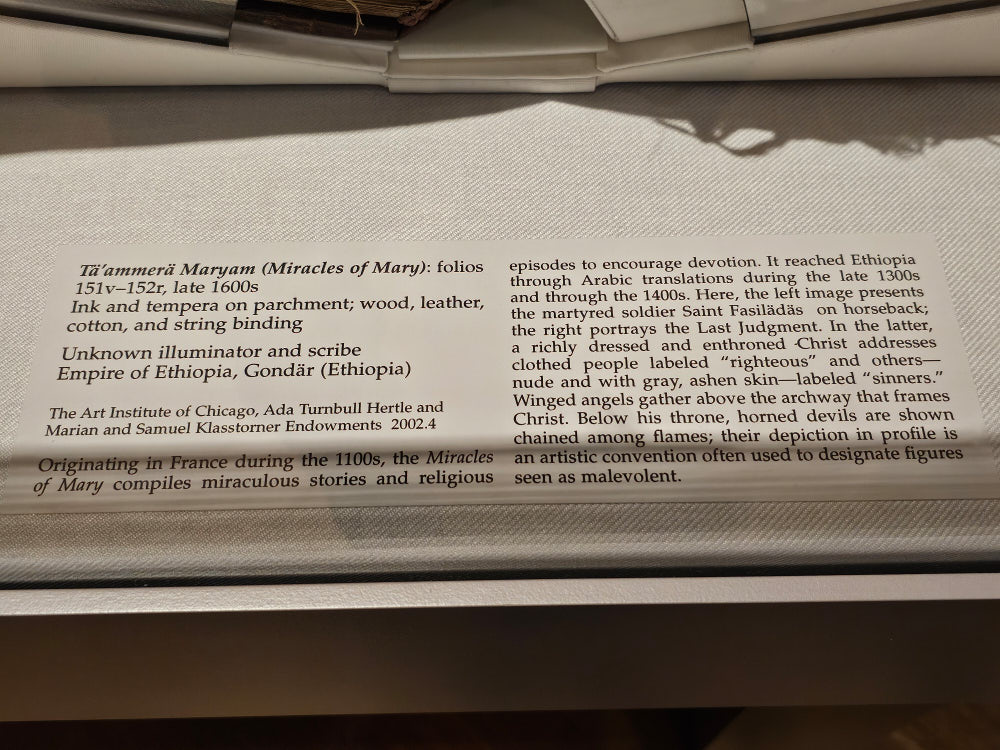 Tä'ammerä Maryam (Miracles of Mary): folios
151v–152r, late 1600s
Ink and tempera on parchment; wood, leather,
cotton, and string binding
Unknown illuminator and scribe
Empire of Ethiopia, Gondär (Ethiopia)
The Art Institute of Chicago, Ada Turnbull Hertle and
Marian and Samuel Klasstorner Endowments 2002.4
Originating in France during the 1100s, the Miracles
of Mary compiles miraculous stories and religious
episodes to encourage devotion. It reached Ethiopia
through Arabic translations during the late 1300s
and through the 1400s. Here, the left image presents
the martyred soldier Saint Fasilädäs on horseback;
the right portrays the Last Judgment. In the latter,
a richly dressed and enthroned Christ addresses
clothed people labeled "righteous" and others—
nude and with gray, ashen skin—labeled "sinners."
Winged angels gather above the archway that frames
Christ. Below his throne, horned devils are shown
chained among flames; their depiction in profile is
an artistic convention often used to designate figures
seen as malevolent.